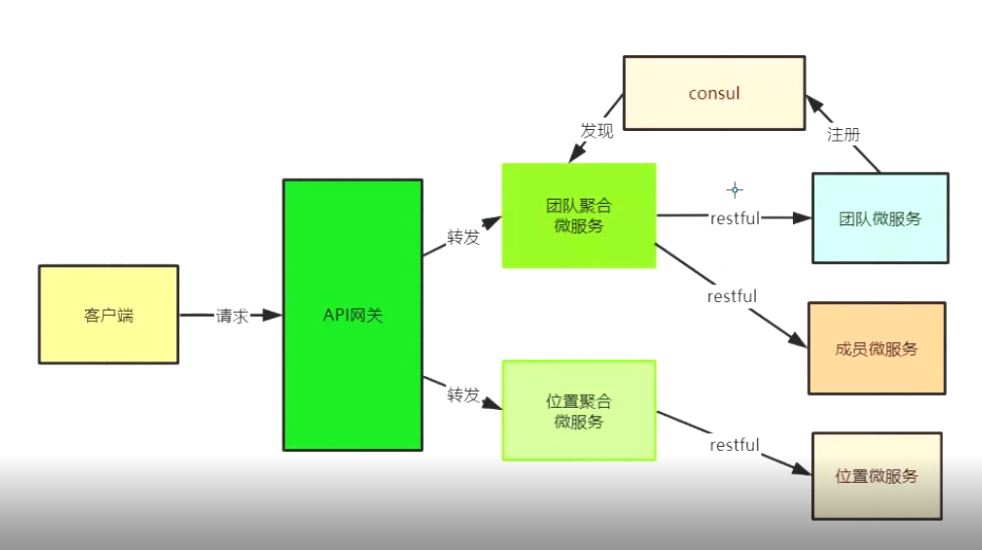 consul
发现
注册
团队聚合
微服务
restful
团队微服务
转发
restful
客户端
请求
API网关
成员微服务
转发
位置聚合
微服务
restful
位置微服务